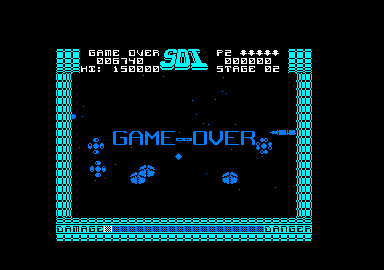 GAME OVER SDI P2 *****
005740 000000
HI: 150000 STAGE 02
GAME-OVER
DAMAGE DANGER